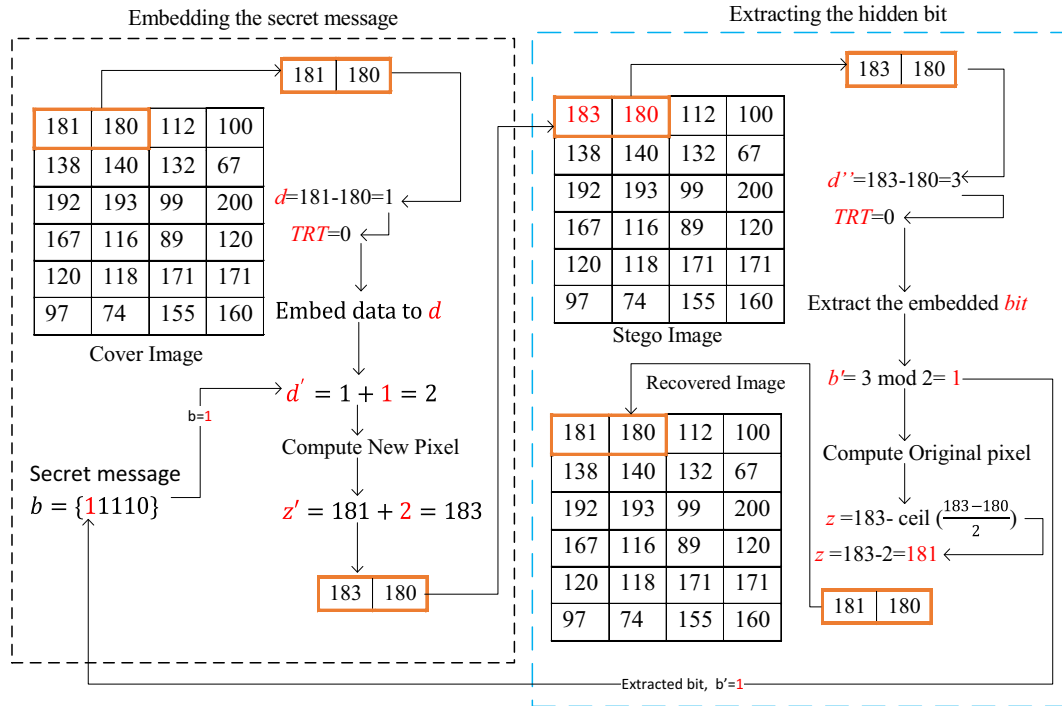 Embedding the secret message
181 180
181 180 112 100
138 140 132 67
192 193 99 200
167 116 89 120
120 118 171 171
97 74 155 160
Cover Image
d=181-180=1
TRT=0
Embed data to d
d′ = 1 + 1 = 2
b=1
Compute New Pixel
Secret message
b = {11110}
z′ = 181 + 2 = 183
183 180
Extracting the hidden bit
183 180
183 180 112 100
138 140 132 67
192 193 99 200
167 116 89 120
120 118 171 171
97 74 155 160
Stego Image
d’’=183-180=3
TRT=0
Extract the embedded bit
b'= 3 mod 2= 1
Compute Original pixel
z =183- ceil (183−180/2)
z =183-2=181
181 180
Recovered Image
181 180 112 100
138 140 132 67
192 193 99 200
167 116 89 120
120 118 171 171
97 74 155 160
Extracted bit, b’=1